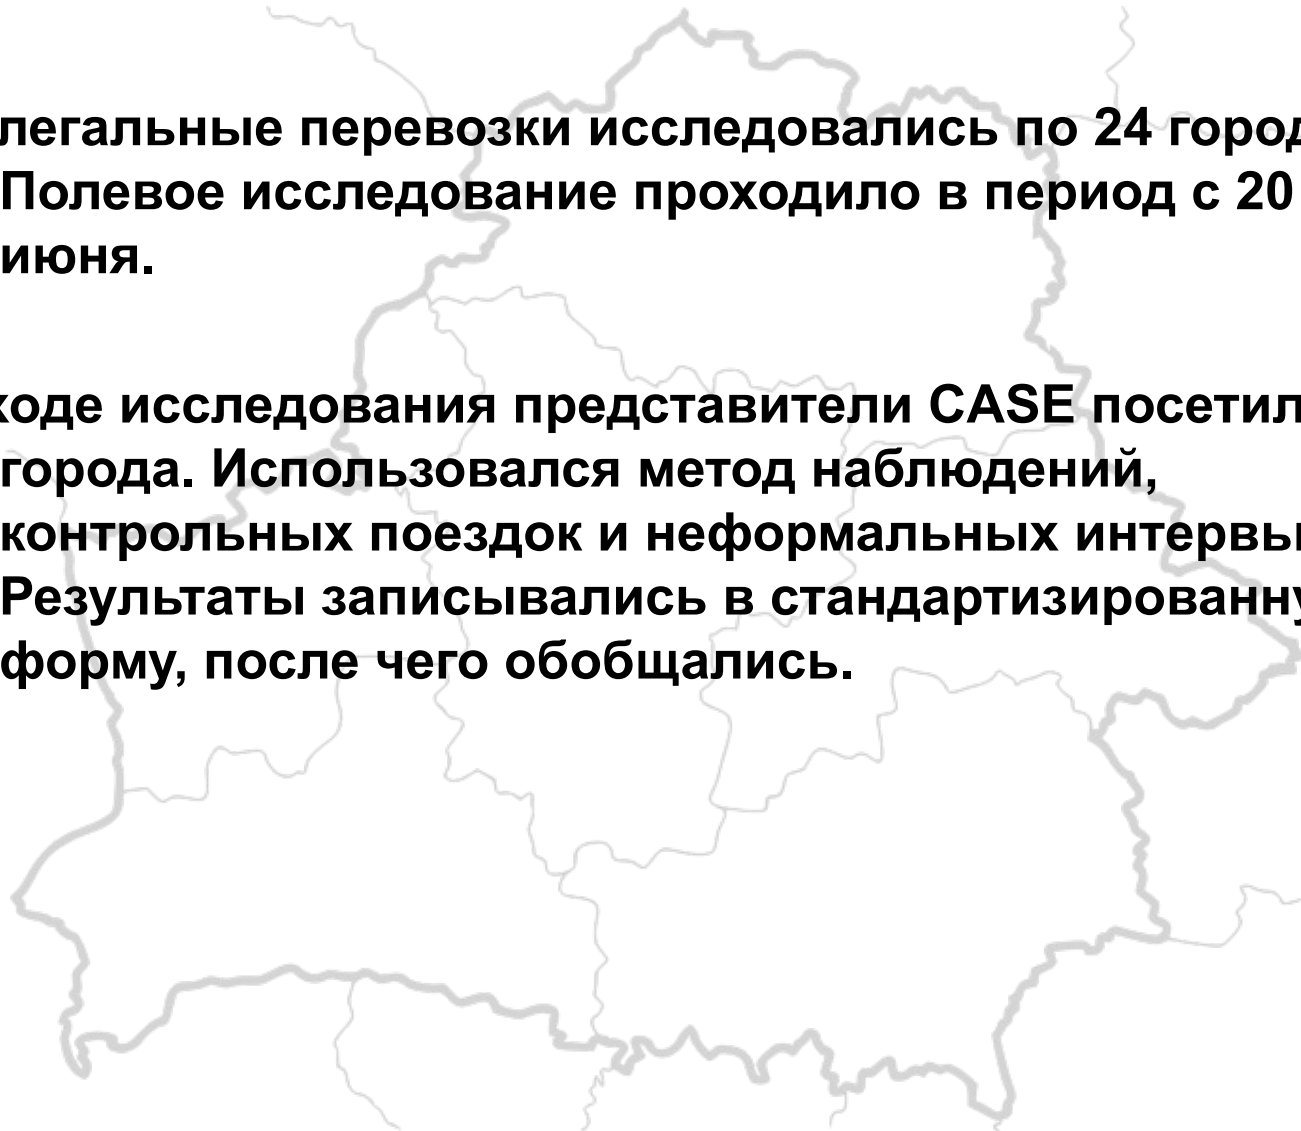 легальные перевозки исследовались по 24 город
Полевое исследование проходило в период с 20
июня.
ходе исследования представители CASE посетил
города. Использовался метод наблюдений,
контрольных поездок и неформальных интервь
Результаты записывались в стандартизированну
форму, после чего обобщались.